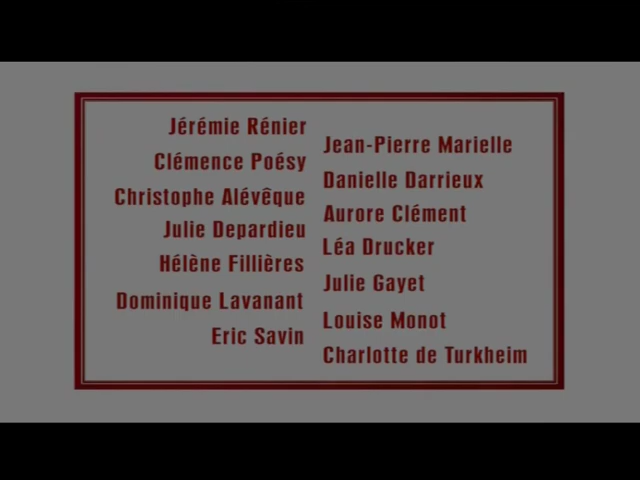 Jérémie Rénier
Clémence Poésy
Christophe Alévêque
Julie Depardieu
Hélène Fillières
Dominique Lavanant
Eric Savin
Jean-Pierre Marielle
Danielle Darrieux
Aurore Clément
Léa Drucker
Julie Gayet
Louise Monot
Charlotte de Turkheim